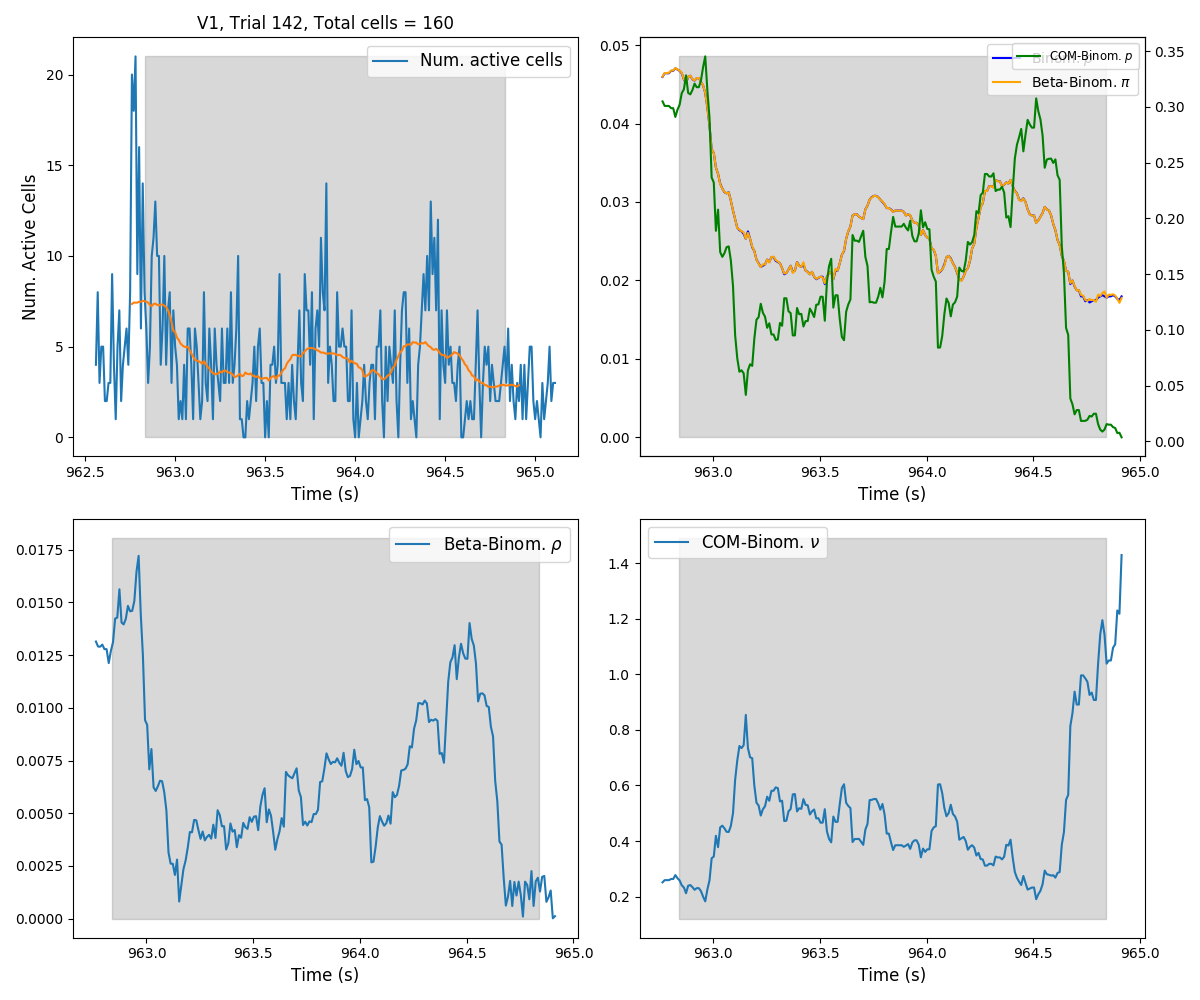 V1, Trial 142, Total cells = 160
Num. active cells
Num. Active Cells
20
15
10
5
0
962.5 963.0 963.5 964.0 964.5 965.0
Time (s)
COM-Binom. p
Beta-Binom. π
0.05
0.04
0.03
0.02
0.01
0.00
0.35
0.30
0.25
0.20
0.15
0.10
0.05
0.00
963.0 963.5 964.0 964.5 965.0
Time (s)
Beta-Binom. ρ
0.0175
0.0150
0.0125
0.0100
0.0075
0.0050
0.0025
0.0000
963.0 963.5 964.0 964.5 965.0
Time (s)
COM-Binom. ν
1.4
1.2
1.0
0.8
0.6
0.4
0.2
963.0 963.5 964.0 964.5 965.0
Time (s)